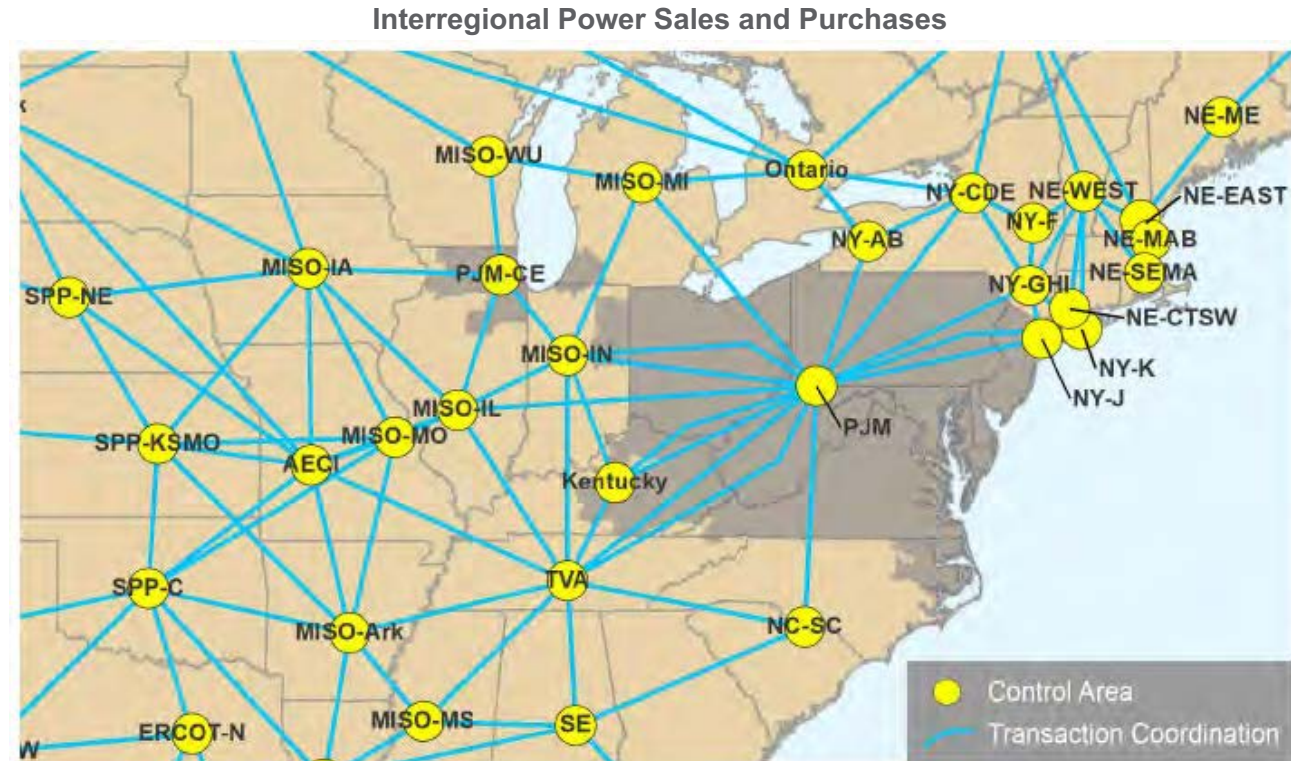 Interregional Power Sales and Purchases
NE-ME
MISO-WU
MISO-MI
Ontario
NY-CDE
NE-WEST
NE-EAST
NY-F
NY-AB
NE-MAB
MISO-IA
PJM-CE
NE-SEMA
SPP-NE
NY-GHI
NE-CTSW
MISO-IN
NY-K
NY-J
MISO-IL
PJM
MISO-MO
SPP-KSMO
AECI
Kentucky
TVA
SPP-C
NC-SC
MISO-Ark
MISO-MS
SE
ERCOT-N
W
Control Area
Transaction Coordination